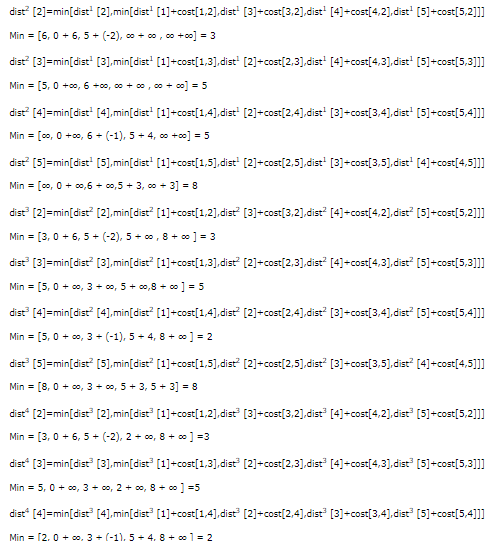 dist² [2]=min[dist¹ [2],min[dist¹ [1]+cost[1,2],dist¹ [3]+cost[3,2],dist¹ [4]+cost[4,2],dist¹ [5]+cost[5,2]]]
Min = [6, 0 + 6, 5 + (-2), ∞ + ∞ , ∞ +∞] = 3
dist² [3]=min[dist¹ [3],min[dist¹ [1]+cost[1,3],dist¹ [2]+cost[2,3],dist¹ [4]+cost[4,3],dist¹ [5]+cost[5,3]]]
Min = [5, 0 +∞, 6 +∞, ∞ + ∞ , ∞ + ∞] = 5
dist² [4]=min[dist¹ [4],min[dist¹ [1]+cost[1,4],dist¹ [2]+cost[2,4],dist¹ [3]+cost[3,4],dist¹ [5]+cost[5,4]]]
Min = [∞, 0 +∞, 6 + (-1), 5 + 4, ∞ +∞] = 5
dist² [5]=min[dist¹ [5],min[dist¹ [1]+cost[1,5],dist¹ [2]+cost[2,5],dist¹ [3]+cost[3,5],dist¹ [4]+cost[4,5]]]
Min = [∞, 0 + ∞,6 + ∞,5 + 3, ∞ + 3] = 8
dist³ [2]=min[dist² [2],min[dist² [1]+cost[1,2],dist² [3]+cost[3,2],dist² [4]+cost[4,2],dist² [5]+cost[5,2]]]
Min = [3, 0 + 6, 5 + (-2), 5 + ∞ , 8 + ∞ ] = 3
dist³ [3]=min[dist² [3],min[dist² [1]+cost[1,3],dist² [2]+cost[2,3],dist² [4]+cost[4,3],dist² [5]+cost[5,3]]]
Min = [5, 0 + ∞, 3 + ∞, 5 + ∞,8 + ∞ ] = 5
dist³ [4]=min[dist² [4],min[dist² [1]+cost[1,4],dist² [2]+cost[2,4],dist² [3]+cost[3,4],dist² [5]+cost[5,4]]]
Min = [5, 0 + ∞, 3 + (-1), 5 + 4, 8 + ∞ ] = 2
dist³ [5]=min[dist² [5],min[dist² [1]+cost[1,5],dist² [2]+cost[2,5],dist² [3]+cost[3,5],dist² [4]+cost[4,5]]]
Min = [8, 0 + ∞, 3 + ∞, 5 + 3, 5 + 3] = 8
dist⁴ [2]=min[dist³ [2],min[dist³ [1]+cost[1,2],dist³ [3]+cost[3,2],dist³ [4]+cost[4,2],dist³ [5]+cost[5,2]]]
Min = [3, 0 + 6, 5 + (-2), 2 + ∞, 8 + ∞ ] =3
dist⁴ [3]=min[dist³ [3],min[dist³ [1]+cost[1,3],dist³ [2]+cost[2,3],dist³ [4]+cost[4,3],dist³ [5]+cost[5,3]]]
Min = 5, 0 + ∞, 3 + ∞, 2 + ∞, 8 + ∞ ] =5
dist⁴ [4]=min[dist³ [4],min[dist³ [1]+cost[1,4],dist³ [2]+cost[2,4],dist³ [3]+cost[3,4],dist³ [5]+cost[5,4]]]
Min = [2, 0 + ∞, 3 + (-1), 5 + 4, 8 + ∞ ] = 2